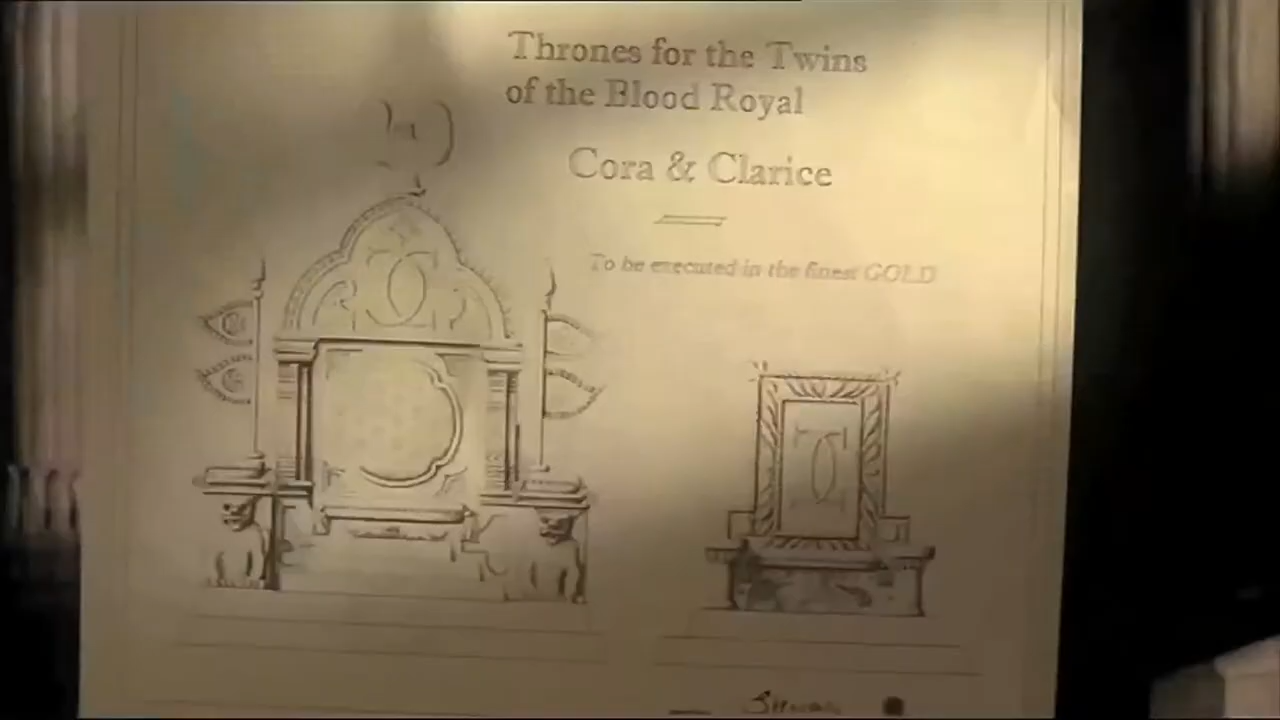 Thrones for the Twins
of the Blood Royal
Cora & Clarice
To be executed in the finest GOLD